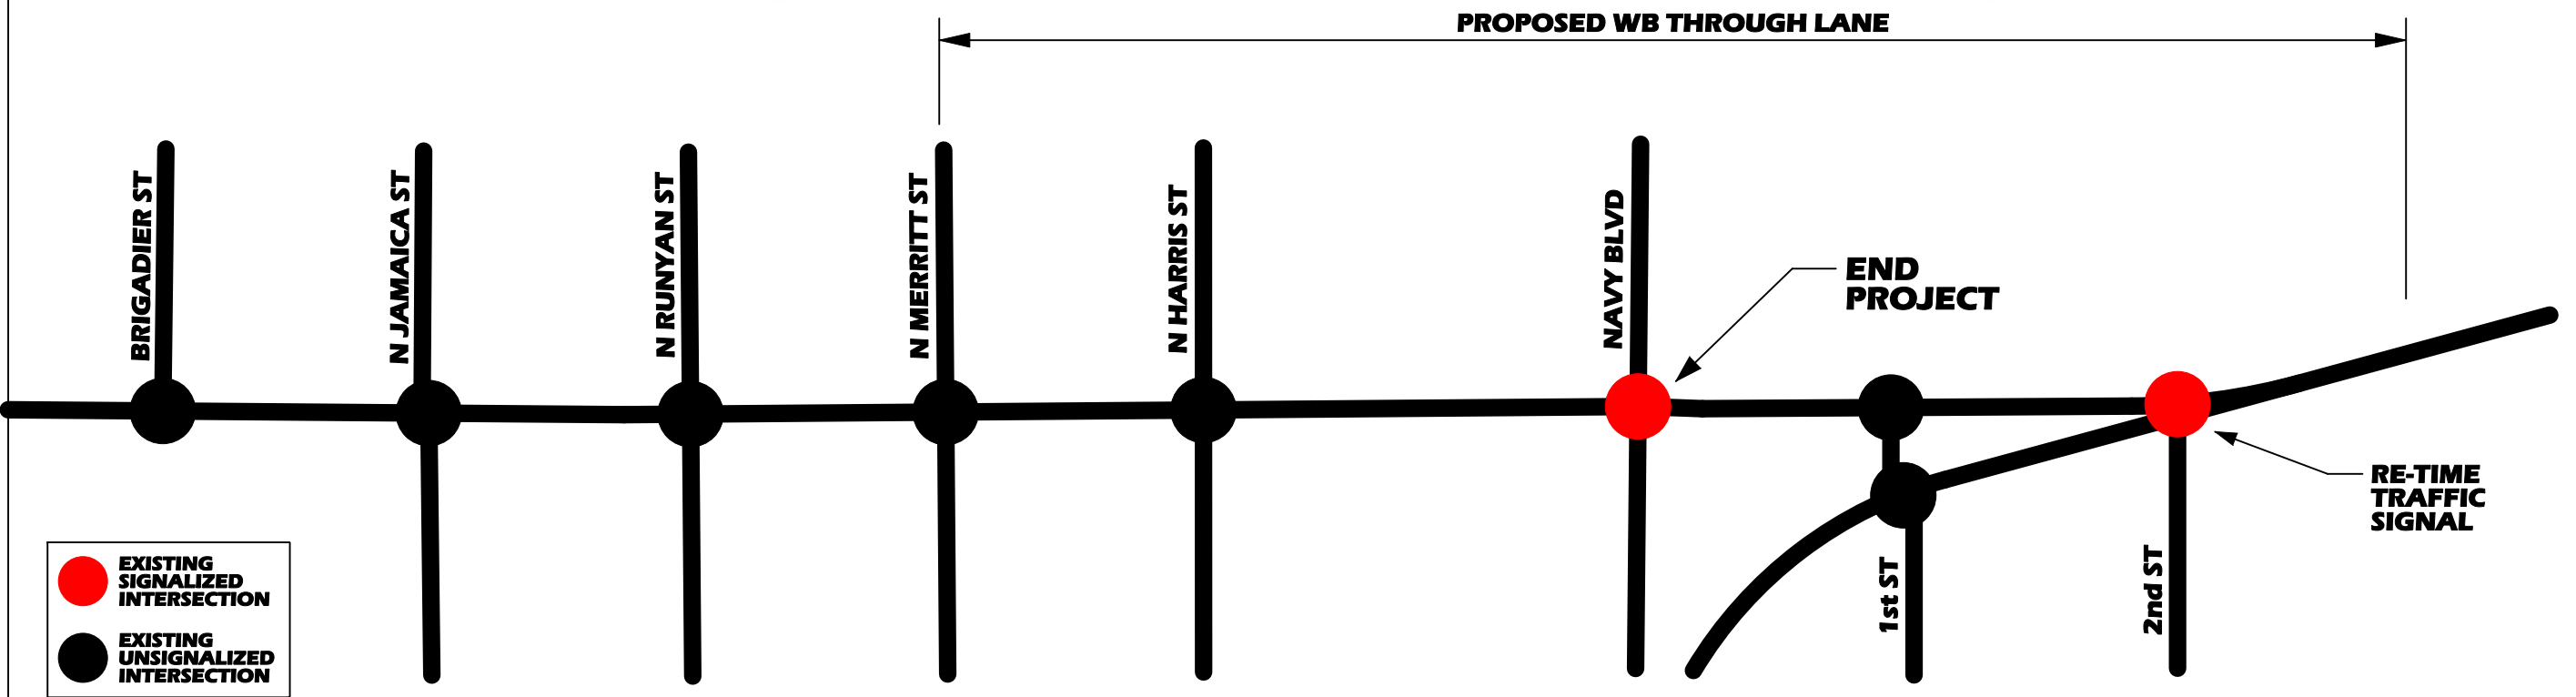 PROPOSED WB THROUGH LANE
BRIGADIER ST
N JAMAICA ST
N RUNYAN ST
N MERRITT ST
N HARRIS ST
NAVY BLVD
END
PROJECT
RE-TIME
TRAFFIC
SIGNAL
1st ST
2nd ST
EXISTING
SIGNALIZED
INTERSECTION
EXISTING
UNSIGNALIZED
INTERSECTION